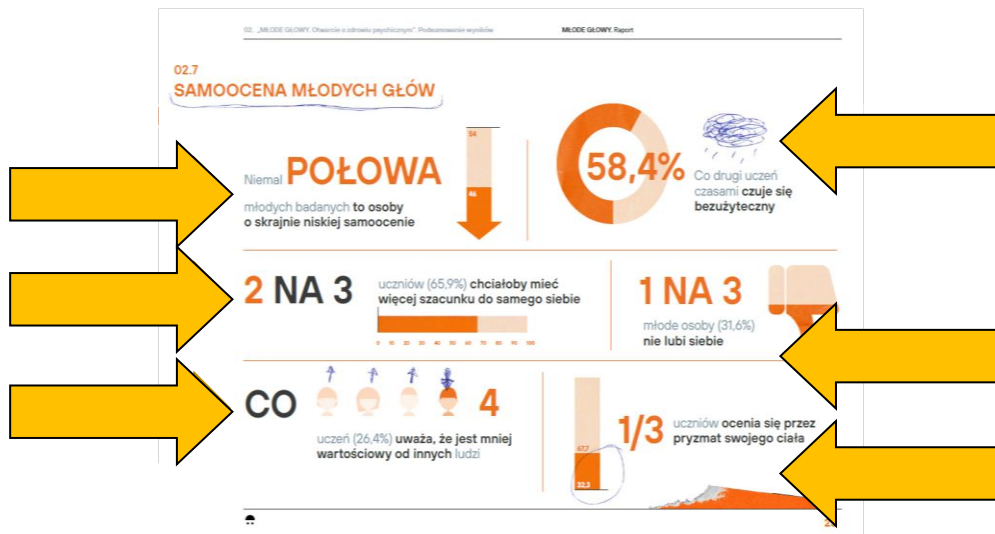 02. „MŁODE GŁOWY. Otwarcie o zdrowiu psychicznym”. Podsumowanie wyników
MŁODE GŁOWY. Raport
02.7
SAMOOCENA MŁODYCH GŁÓW
Niemal POŁOWA
młodych badanych to osoby
o skrajnie niskiej samoocenie
54
46
58,4%
Co drugi uczeń
czasami czuje się
bezużyteczny
2 NA 3
uczniów (65,9%) chciałoby mieć
więcej szacunku do samego siebie
0 10 20 30 40 50 60 70 80 90 100
1 NA 3
młode osoby (31,6%)
nie lubi siebie
CO 4
uczeń (26,4%) uważa, że jest mniej
wartościowy od innych ludzi
67,7
32,3
1/3
uczniów ocenia się przez
pryzmat swojego ciała